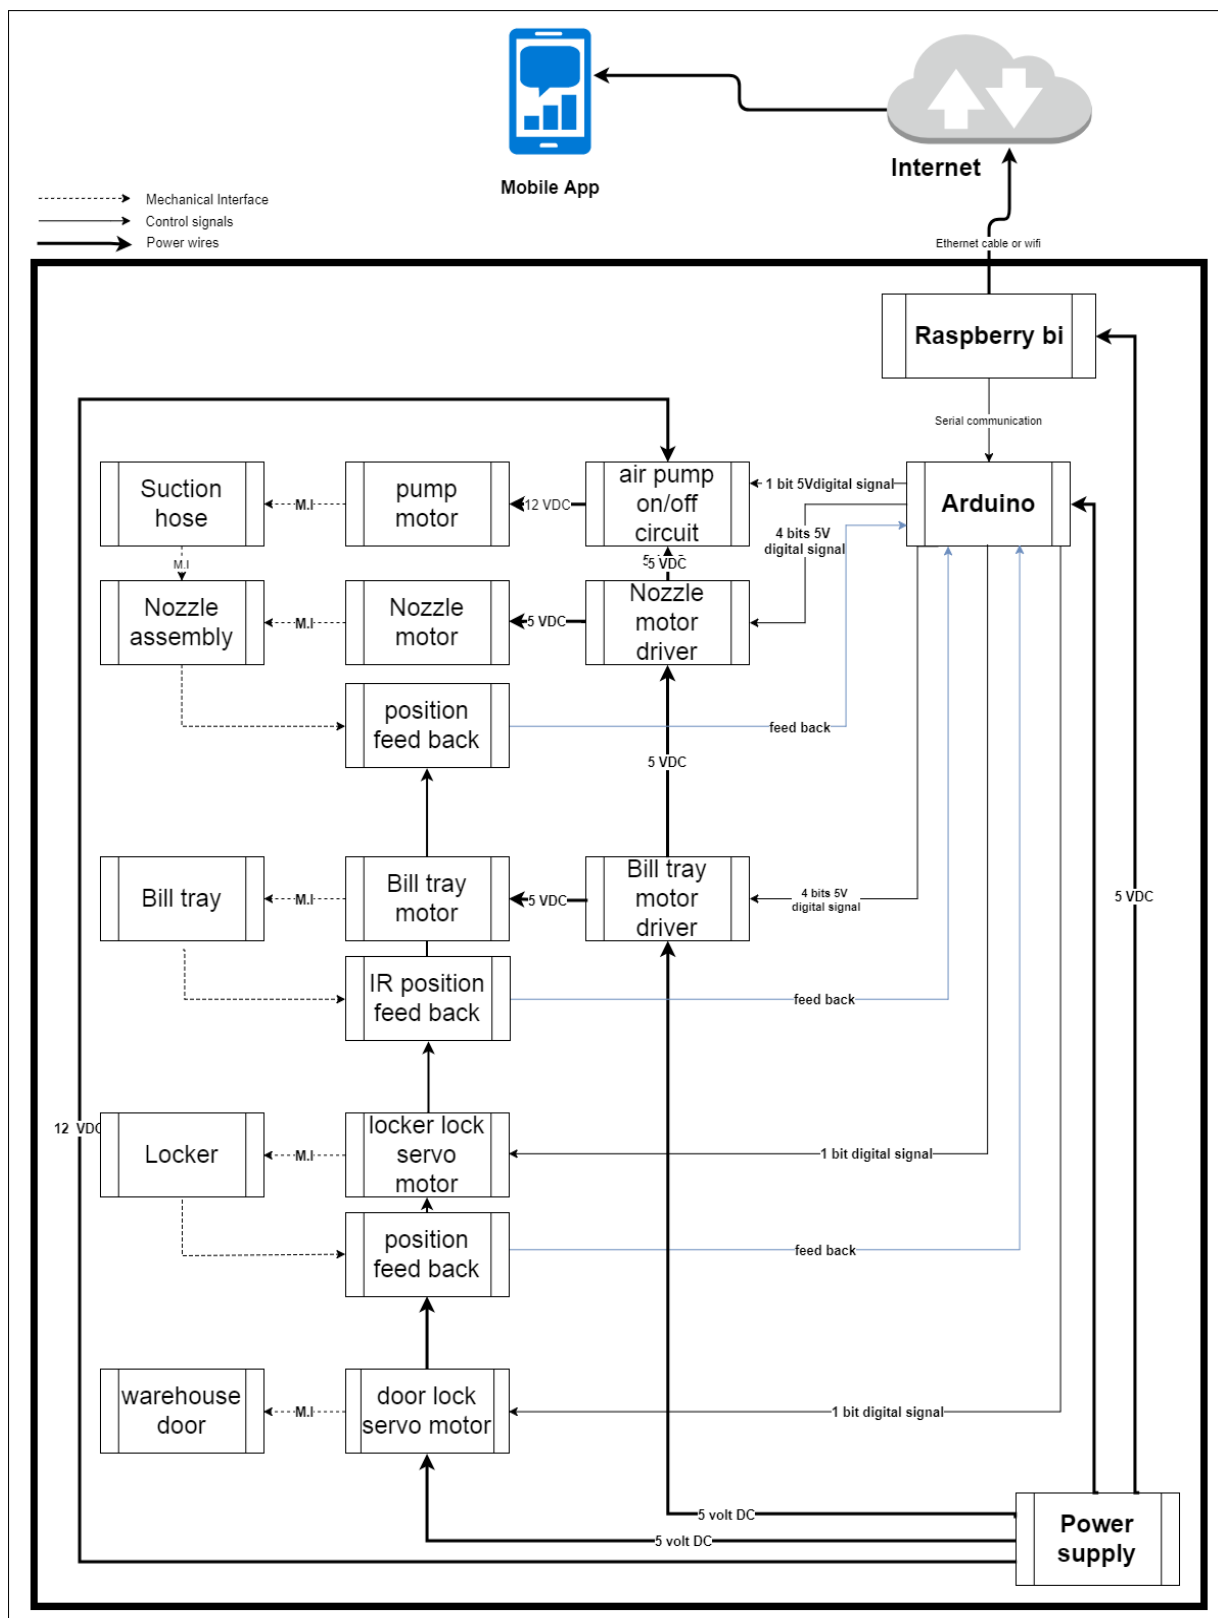 Mobile App
Internet
Mechanical Interface
Control signals
Power wires
Ethernet cable or wifi
Raspberry bi
Serial communication
Suction
hose
M.I
pump
motor
12 VDC
air pump
on/off
circuit
1 bit 5Vdigital signal
Arduino
4 bits 5V
digital signal
M.I
5 VDC
Nozzle
assembly
M.I
Nozzle
motor
5 VDC
Nozzle
motor
driver
position
feed back
feed back
5 VDC
Bill tray
M.I
Bill tray
motor
5 VDC
Bill tray
motor
driver
4 bits 5V
digital signal
5 VDC
IR position
feed back
feed back
12 VDC
Locker
M.I
locker lock
servo
motor
1 bit digital signal
position
feed back
feed back
warehouse
door
M.I
door lock
servo motor
1 bit digital signal
5 volt DC
5 volt DC
Power
supply